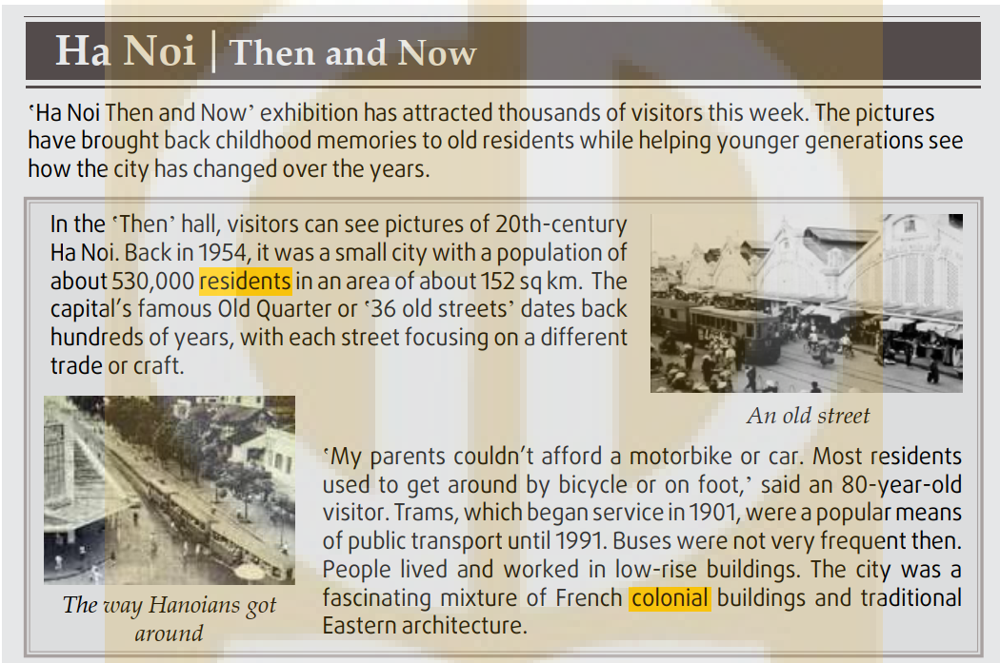 Ha Noi | Then and Now
‘Ha Noi Then and Now’ exhibition has attracted thousands of visitors this week. The pictures
have brought back childhood memories to old residents while helping younger generations see
how the city has changed over the years.
In the ‘Then’ hall, visitors can see pictures of 20th-century
Ha Noi. Back in 1954, it was a small city with a population of
about 530,000 residents in an area of about 152 sq km. The
capital’s famous Old Quarter or ‘36 old streets’ dates back
hundreds of years, with each street focusing on a different
trade or craft.
An old street
‘My parents couldn’t afford a motorbike or car. Most residents
used to get around by bicycle or on foot,’ said an 80-year-old
visitor. Trams, which began service in 1901, were a popular means
of public transport until 1991. Buses were not very frequent then.
People lived and worked in low-rise buildings. The city was a
fascinating mixture of French colonial buildings and traditional
Eastern architecture.
The way Hanoians got
around